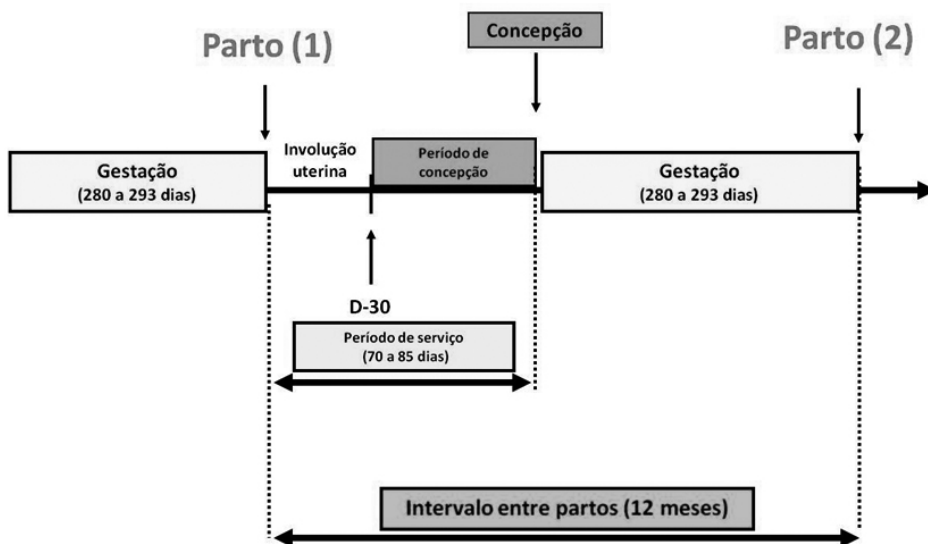 Concepção
Parto (1)
Parto (2)
Gestação
(280 a 293 dias)
Involução
uterina
Período de
concepção
Gestação
(280 a 293 dias)
D-30
Período de serviço
(70 a 85 dias)
Intervalo entre partos (12 meses)